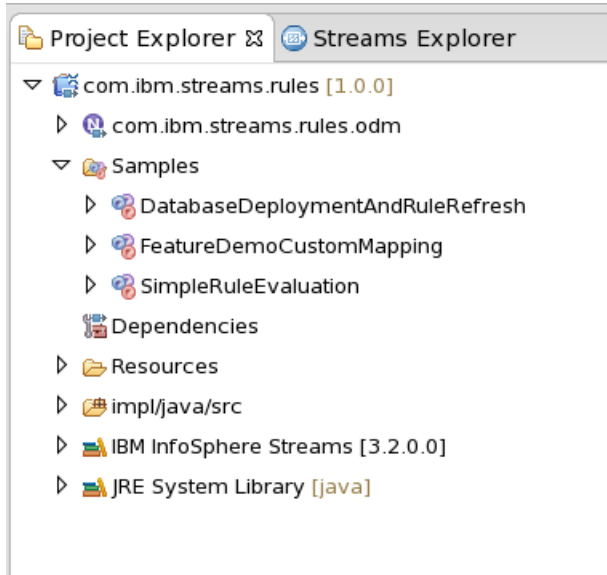 Project Explorer Streams Explorer
com.ibm.streams.rules [1.0.0]
com.ibm.streams.rules.odm
Samples
DatabaseDeploymentAndRuleRefresh
FeatureDemoCustomMapping
SimpleRuleEvaluation
Dependencies
Resources
impl/java/src
IBM InfoSphere Streams [3.2.0.0]
JRE System Library [java]